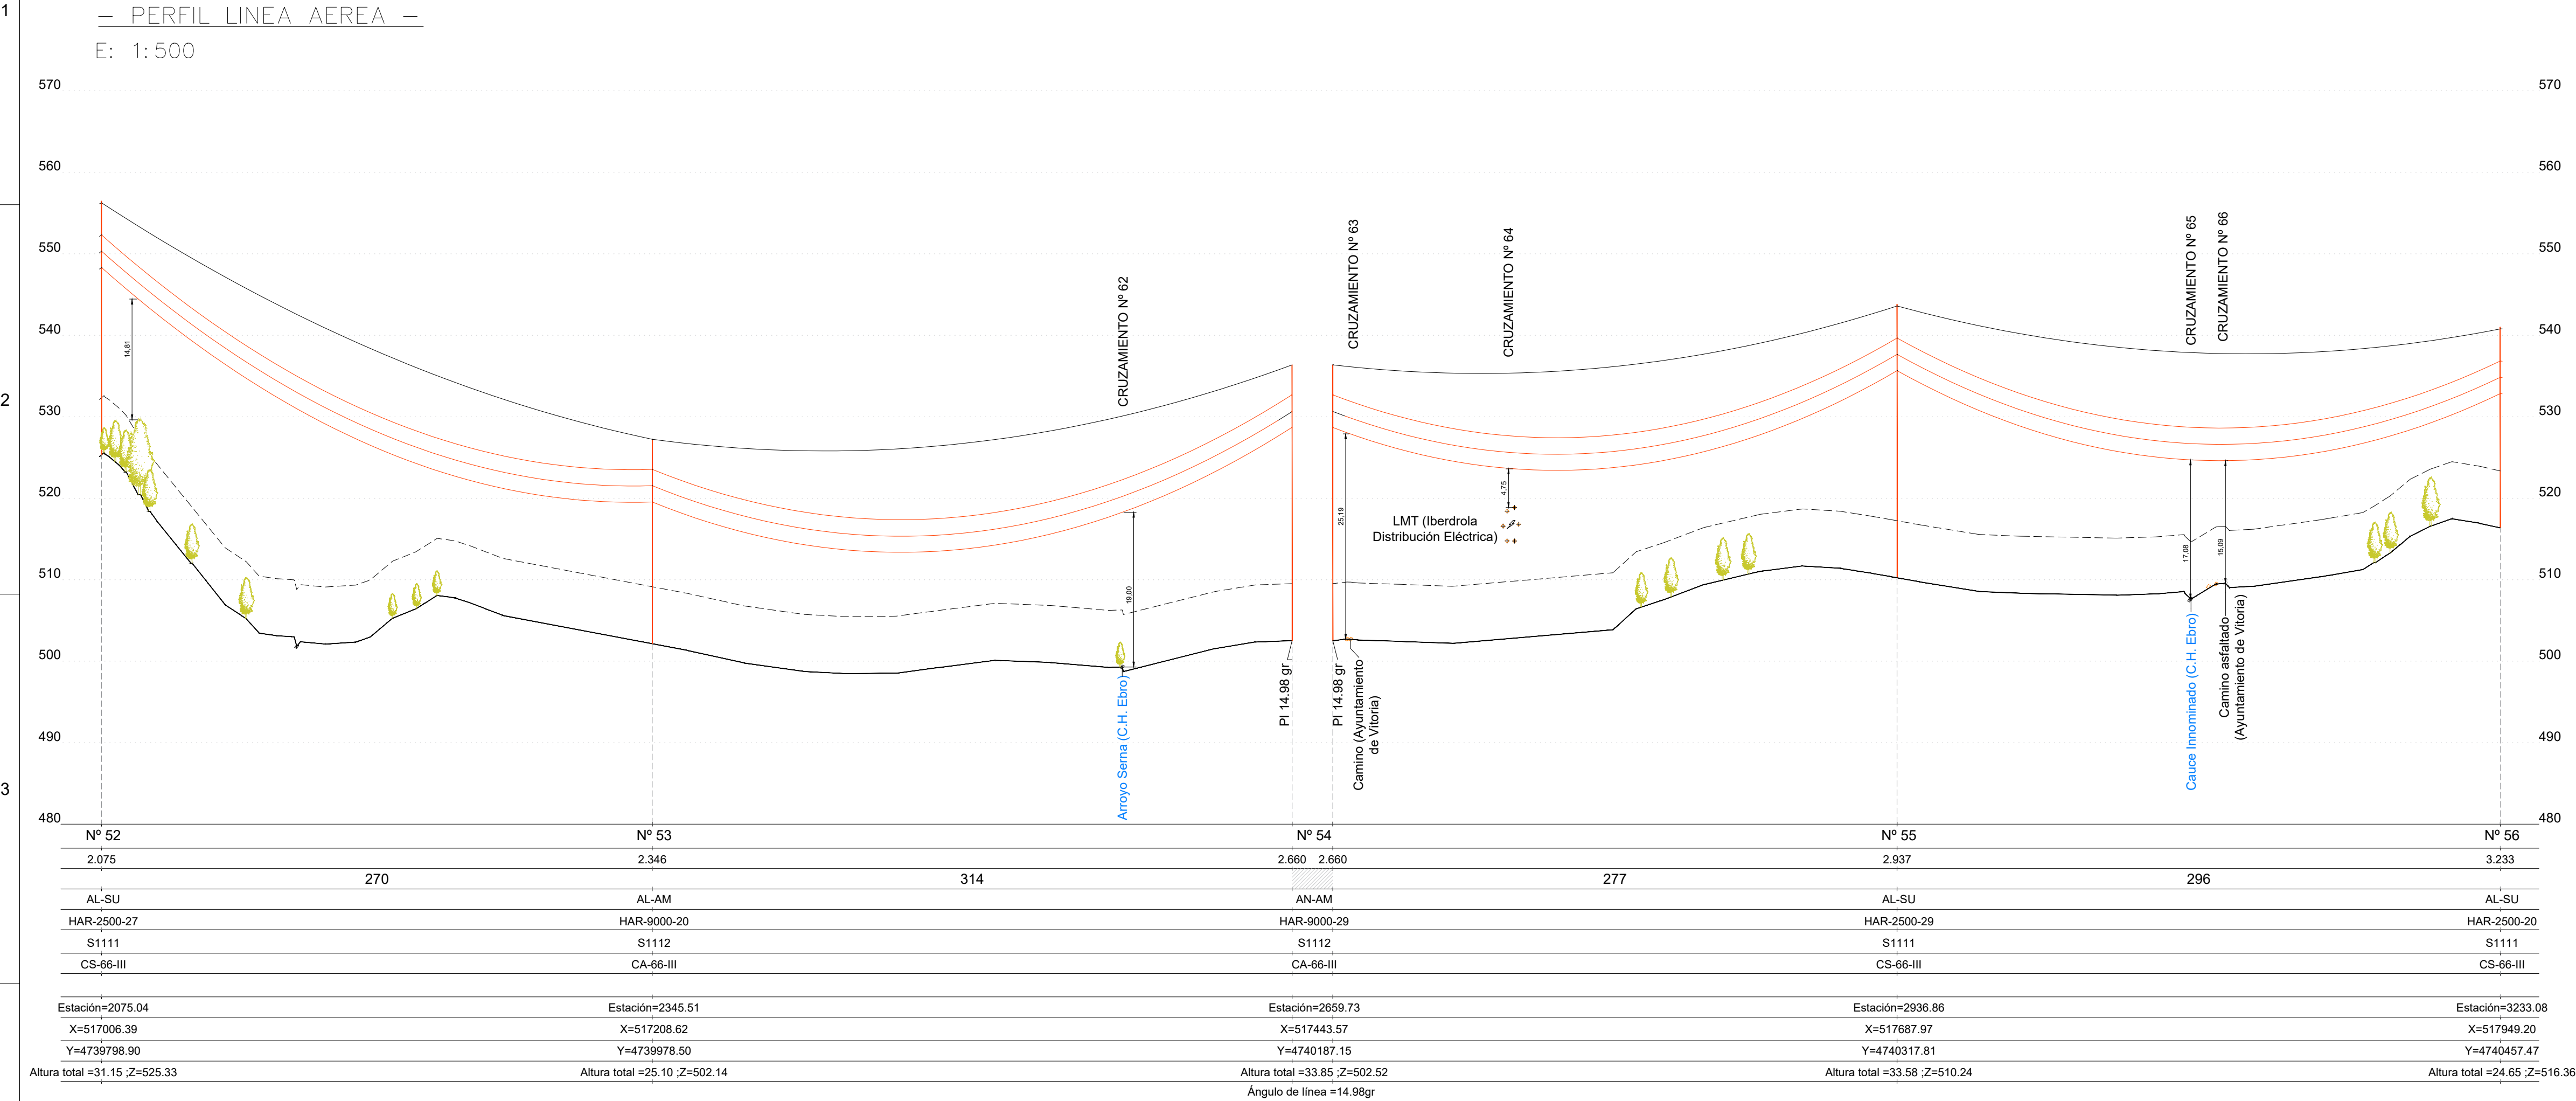 — PERFIL LINEA AEREA —
E: 1:500
1
2
3
570 570
560 560
550 550
540 540
530 530
520 520
510 510
500 500
490 490
480 480
14,81
CRUZAMIENTO Nº 62
19,00
Arroyo Serna (C.H. Ebro)
PI 14.98 gr
PI 14.98 gr
CRUZAMIENTO Nº 63
25,19
Camino (Ayuntamiento
de Vitoria)
CRUZAMIENTO Nº 64
4,75
LMT (Iberdrola
Distribución Eléctrica)
CRUZAMIENTO Nº 65
17,08
Cauce Innominado (C.H. Ebro)
CRUZAMIENTO Nº 66
15,09
Camino asfaltado
(Ayuntamiento de Vitoria)
Nº 52 Nº 53 Nº 54 Nº 55 Nº 56
2.075 2.346 2.660 2.660 2.937 3.233
270 314 277 296
AL-SU AL-AM AN-AM AL-SU AL-SU
HAR-2500-27 HAR-9000-20 HAR-9000-29 HAR-2500-29 HAR-2500-20
S1111 S1112 S1112 S1111 S1111
CS-66-III CA-66-III CA-66-III CS-66-III CS-66-III
Estación=2075.04 Estación=2345.51 Estación=2659.73 Estación=2936.86 Estación=3233.08
X=517006.39 X=517208.62 X=517443.57 X=517687.97 X=517949.20
Y=4739798.90 Y=4739978.50 Y=4740187.15 Y=4740317.81 Y=4740457.47
Altura total =31.15 ;Z=525.33 Altura total =25.10 ;Z=502.14 Altura total =33.85 ;Z=502.52 Altura total =33.58 ;Z=510.24 Altura total =24.65 ;Z=516.36
Ángulo de línea =14.98gr